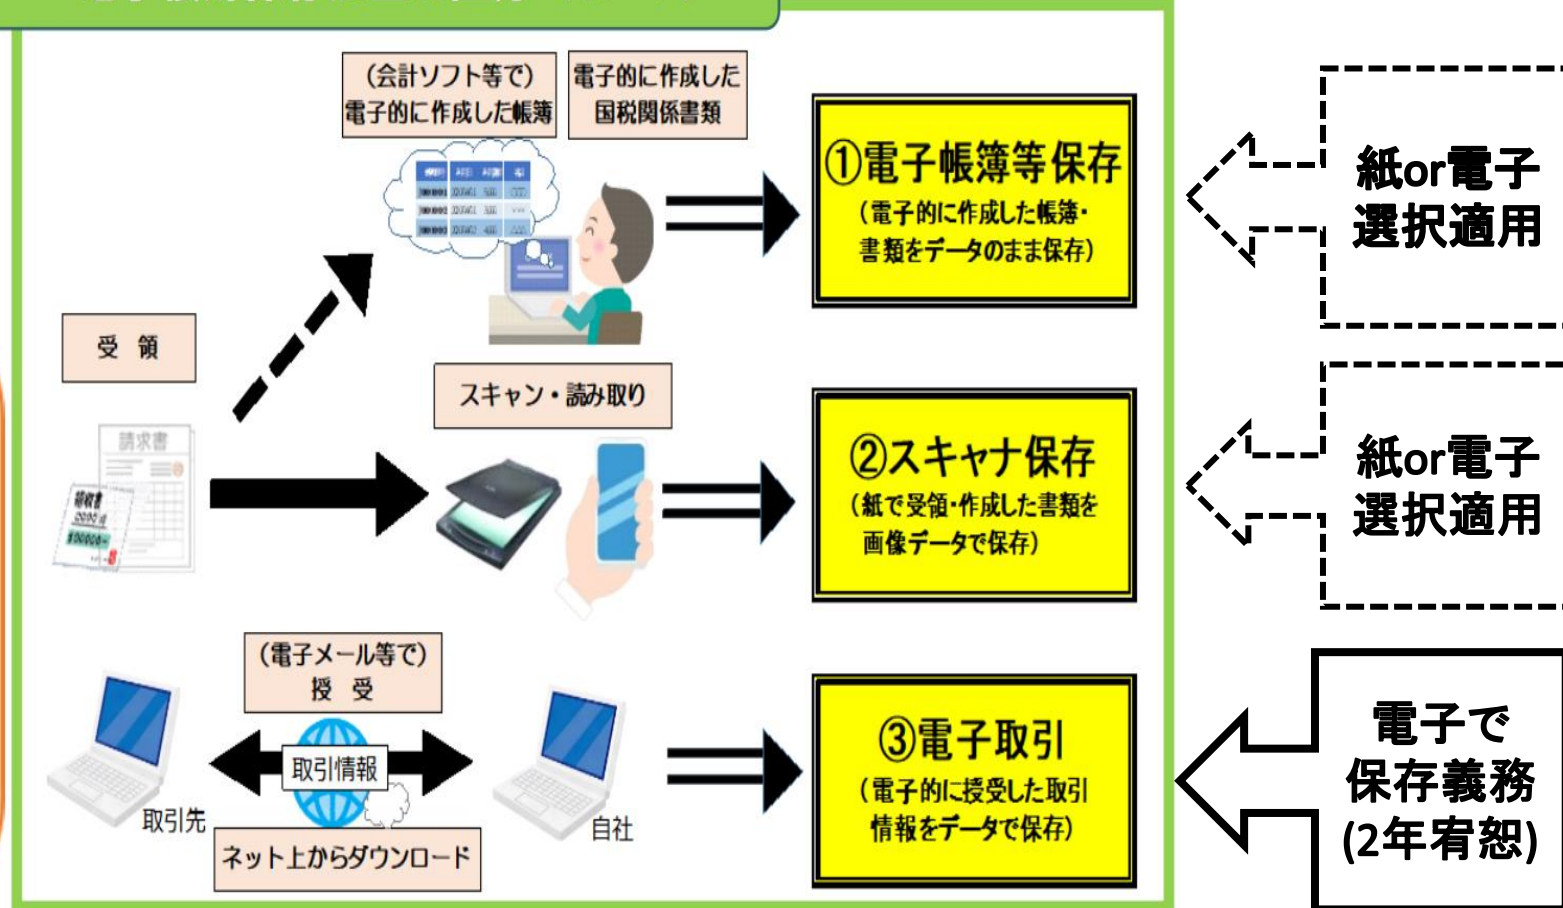 (会計ソフト等で)
電子的に作成した帳簿
電子的に作成した
国税関係書類
①電子帳簿等保存
(電子的に作成した帳簿・
書類をデータのまま保存)
紙or電子
選択適用
受 領
請求書
領収書
スキャン・読み取り
②スキャナ保存
(紙で受領・作成した書類を
画像データで保存)
紙or電子
選択適用
(電子メール等で)
授 受
取引情報
取引先
自社
ネット上からダウンロード
③電子取引
(電子的に授受した取引
情報をデータで保存)
電子で
保存義務
(2年宥恕)